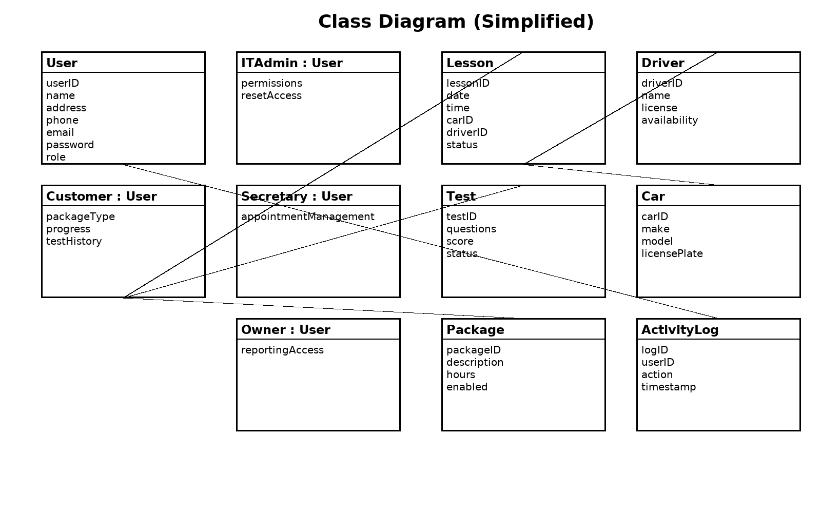 Class Diagram (Simplified)
User
userID
name
address
phone
email
password
role
ITAdmin : User
permissions
resetAccess
Lesson
lessonID
date
time
carID
driverID
status
Driver
driverID
name
license
availability
Customer : User
packageType
progress
testHistory
Secretary : User
appointmentManagement
Test
testID
questions
score
status
Car
carID
make
model
licensePlate
Owner : User
reportingAccess
Package
packageID
description
hours
enabled
ActivityLog
logID
userID
action
timestamp